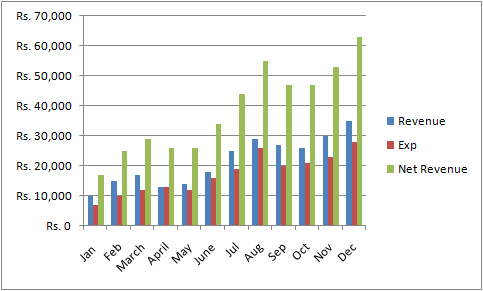 Rs. 70,000
Rs. 60,000
Rs. 50,000
Rs. 40,000
Rs. 30,000
Rs. 20,000
Rs. 10,000
Rs. 0
Jan
Feb
March
April
May
June
Jul
Aug
Sep
Oct
Nov
Dec
Revenue
Exp
Net Revenue